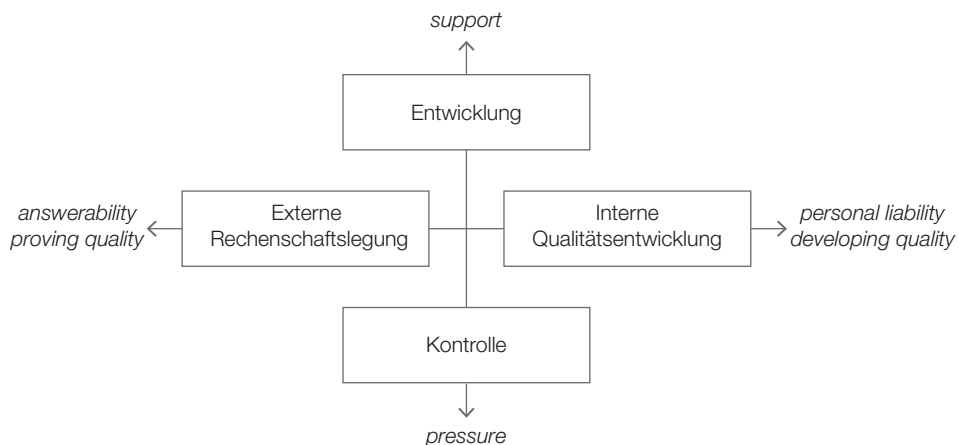 support
Entwicklung
answerability
proving quality
Externe
Rechenschaftslegung
Interne
Qualitätsentwicklung
personal liability
developing quality
Kontrolle
pressure